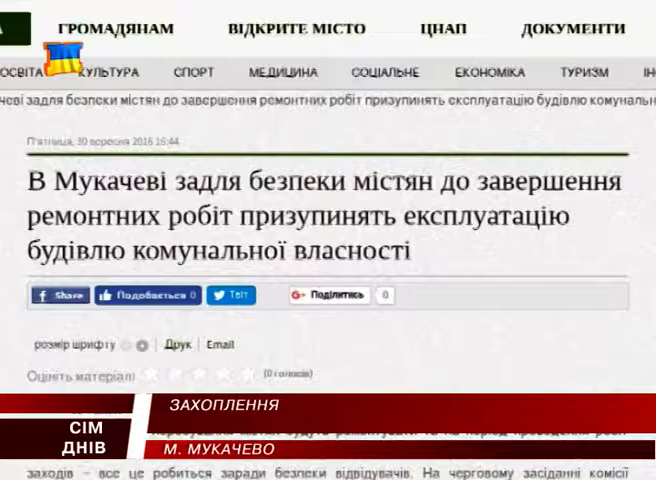 ГРОМАДЯНАМ ВІДКРИТЕ МІСТО ЦНАП ДОКУМЕНТИ
ОСВІТА КУЛЬТУРА СПОРТ МЕДИЦИНА СОЦІАЛЬНЕ ЕКОНОМІКА ТУРИЗМ ІН
чеві задля безпеки містян до завершення ремонтних робіт призупинять експлуатацію будівлю комунальн
П'ятниця, 30 вересня 2016 16:44
В Мукачеві задля безпеки містян до завершення
ремонтних робіт призупинять експлуатацію
будівлю комунальної власності
Share Подобається 0 Твіт G+ Поділитись 0
розмір шрифту Друк Email
Оцініть матеріал (0 голосів)
ЗАХОПЛЕННЯ
СІМ
ДНІВ
М. МУКАЧЕВО
заходів – все це робиться заради безпеки відвідувачів. На черговому засіданні комісії